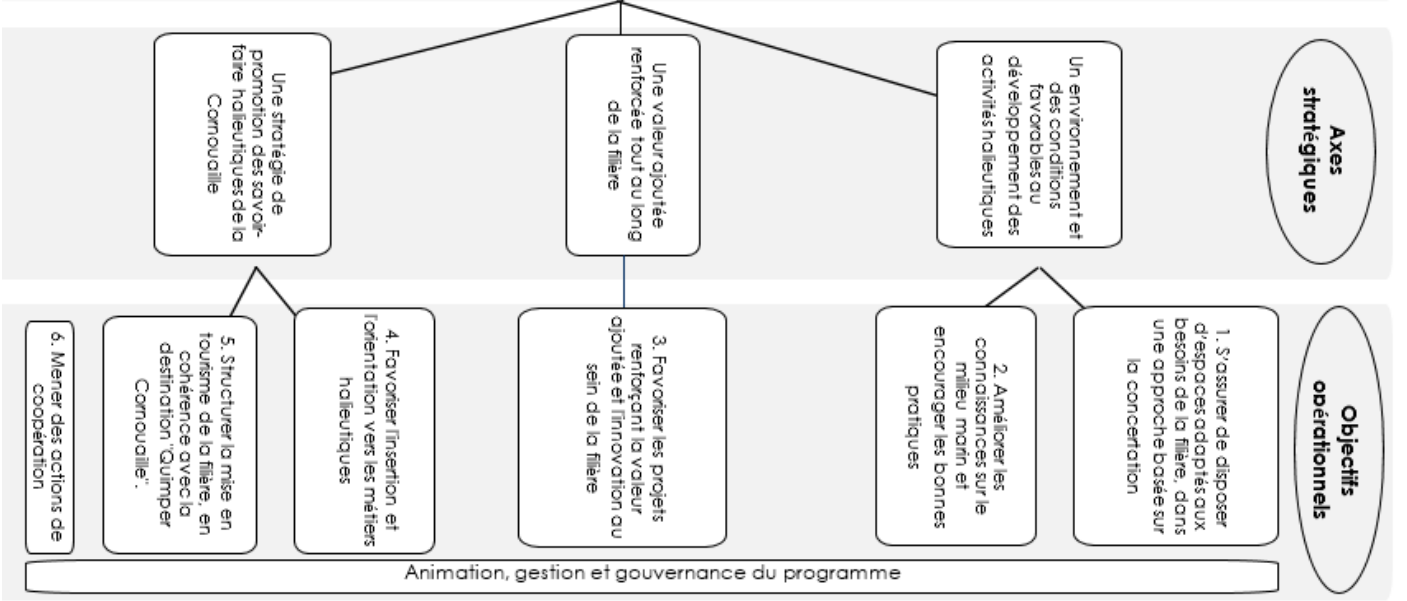 Axes
stratégiques
Un environnement et
des conditions
favorables au
développement des
activités halieutiques
Une valeur ajoutée
renforcée tout au long
de la filière
Une stratégie de
promotion des savoir-
faire halieutiques de la
Cornouaille
Objectifs
opérationnels
1. S'assurer de disposer
d'espaces adaptés aux
besoins de la filière, dans
une approche basée sur
la concertation
2. Améliorer les
connaissances sur le
milieu marin et
encourager les bonnes
pratiques
3. Favoriser les projets
renforçant la valeur
ajoutée et l'innovation au
sein de la filière
4. Favoriser l'insertion et
l'orientation vers les métiers
halieutiques
5. Structurer la mise en
tourisme de la filière, en
cohérence avec la
destination "Quimper
Cornouaille".
6. Mener des actions de
coopération
Animation, gestion et gouvernance du programme